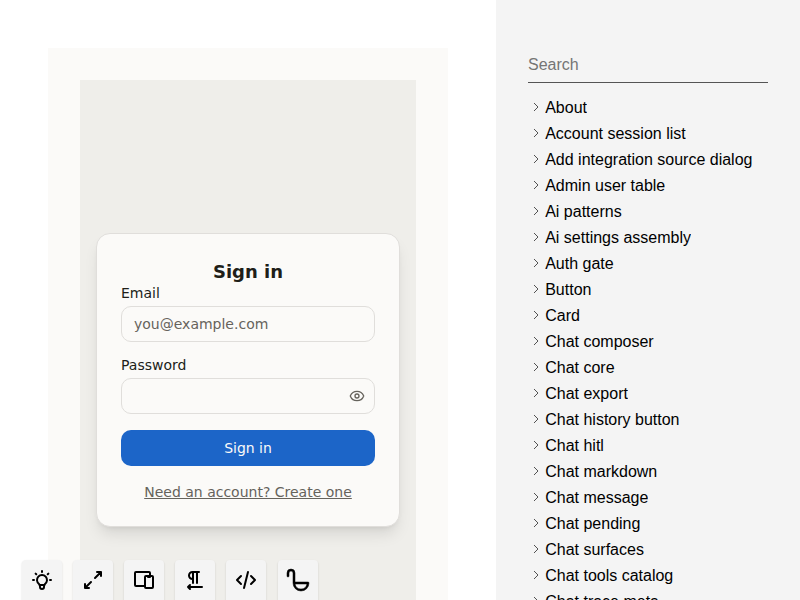 Sign in
Email
you@example.com
Password
Sign in
Need an account? Create one
Search
About
Account session list
Add integration source dialog
Admin user table
Ai patterns
Ai settings assembly
Auth gate
Button
Card
Chat composer
Chat core
Chat export
Chat history button
Chat hitl
Chat markdown
Chat message
Chat pending
Chat surfaces
Chat tools catalog